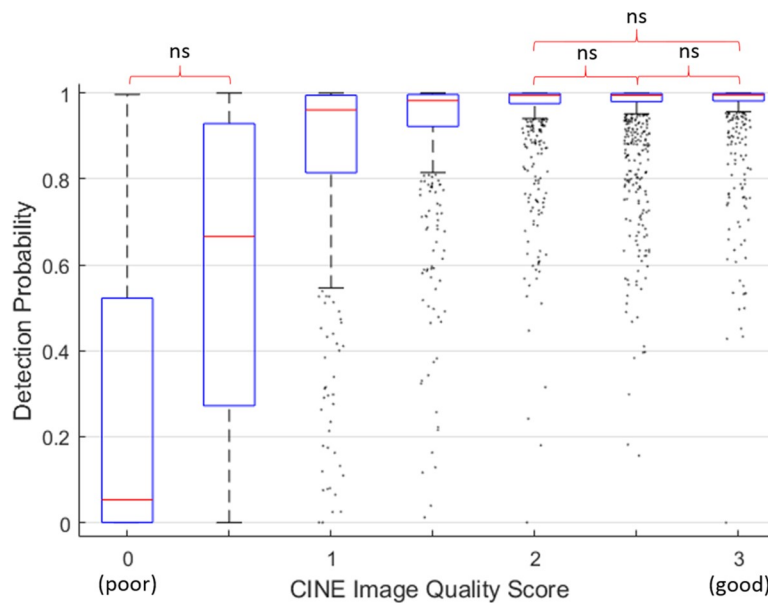 ns
ns
ns
ns
1
0.8
0.6
0.4
0.2
0
Detection Probability
0
1
2
3
(poor)
(good)
CINE Image Quality Score